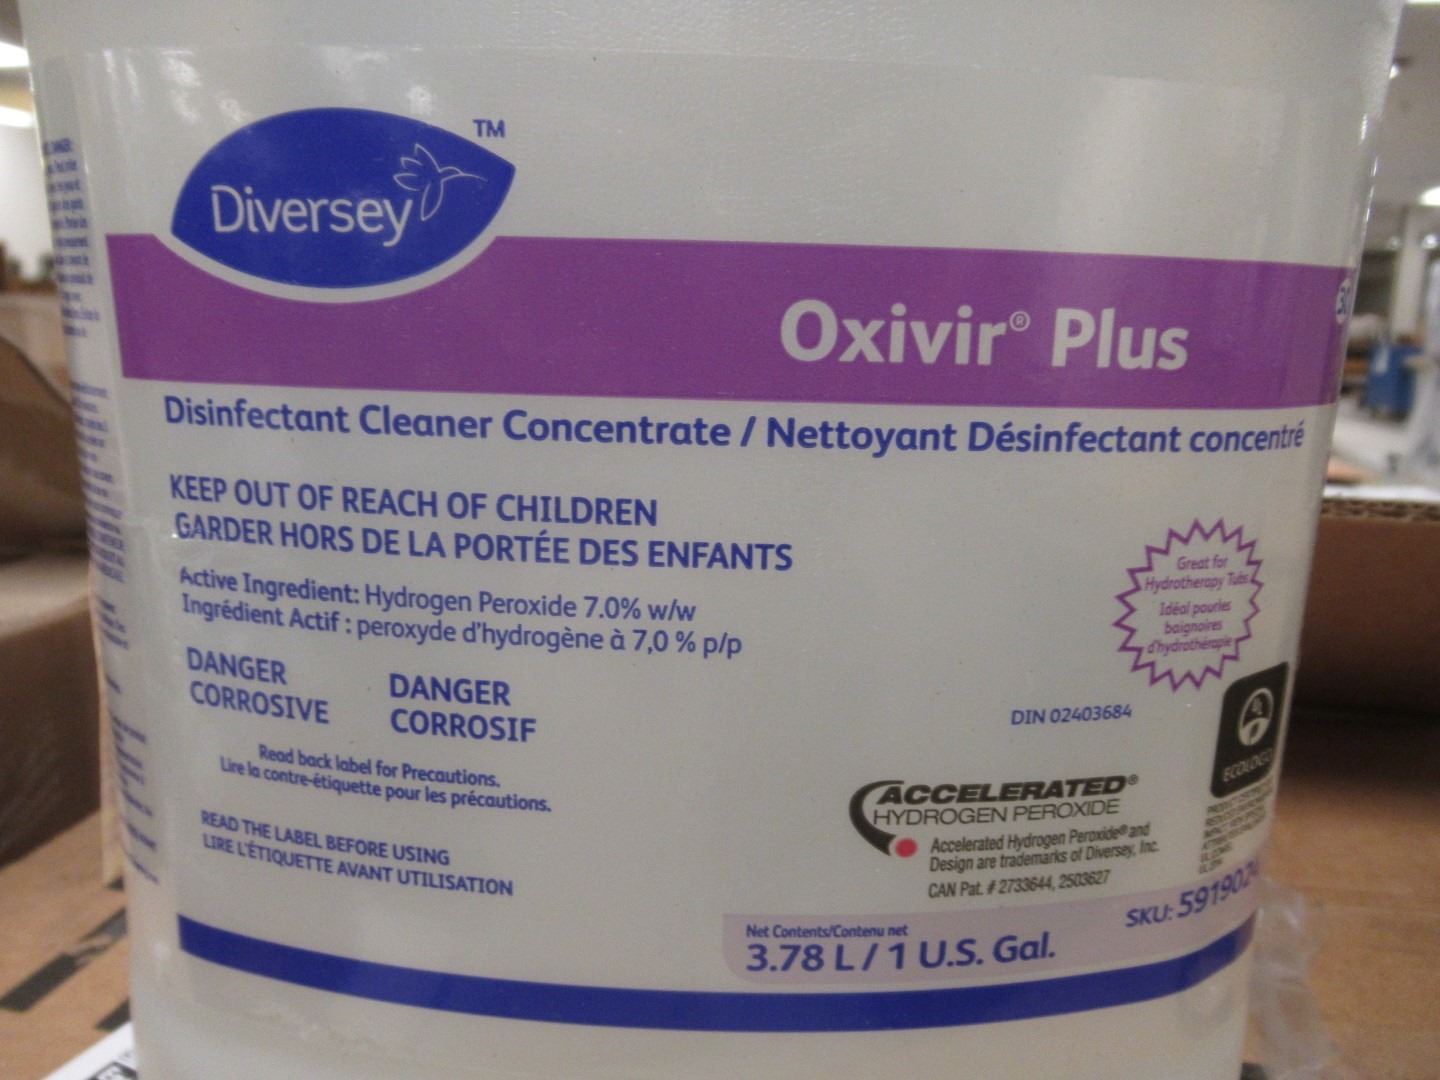 Diversey
TM
Oxivir® Plus
Disinfectant Cleaner Concentrate / Nettoyant Désinfectant concentré
KEEP OUT OF REACH OF CHILDREN
GARDER HORS DE LA PORTÉE DES ENFANTS
Active Ingredient: Hydrogen Peroxide 7.0% w/w
Ingrédient Actif : peroxyde d'hydrogène à 7,0 % p/p
DANGER
CORROSIVE
DANGER
CORROSIF
Read back label for Precautions.
Lire la contre-étiquette pour les précautions.
READ THE LABEL BEFORE USING
LIRE L'ÉTIQUETTE AVANT UTILISATION
Great for
Hydrotherapy Tubs
Idéal pour les
baignoires
d'hydrothérapie
DIN 02403684
ECOLOGO
ACCELERATED®
HYDROGEN PEROXIDE
Accelerated Hydrogen Peroxide® and
Design are trademarks of Diversey, Inc.
CAN Pat. # 2733644, 2503627
Net Contents/Contenu net
3.78 L / 1 U.S. Gal.
SKU: 5919024